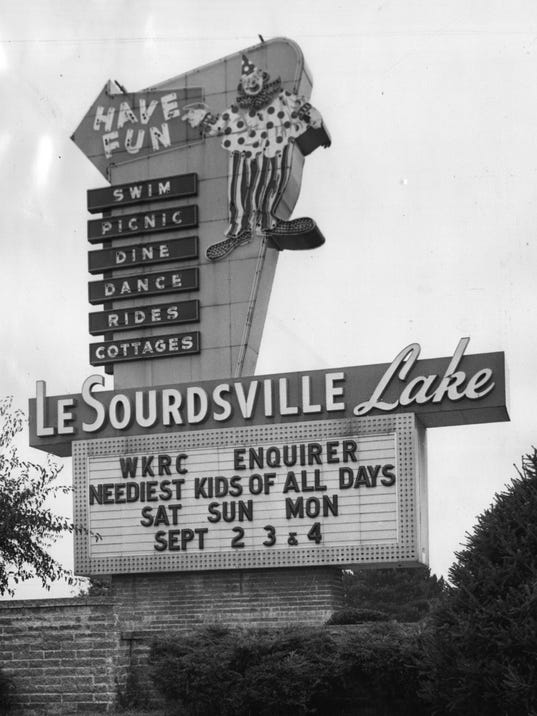 HAVE
FUN
SWIM
PICNIC
DINE
DANCE
RIDES
COTTAGES
LESOURDSVILLE Lake
WKRC ENQUIRER
NEEDIEST KIDS OF ALL DAYS
SAT SUN MON
SEPT 2 3 & 4